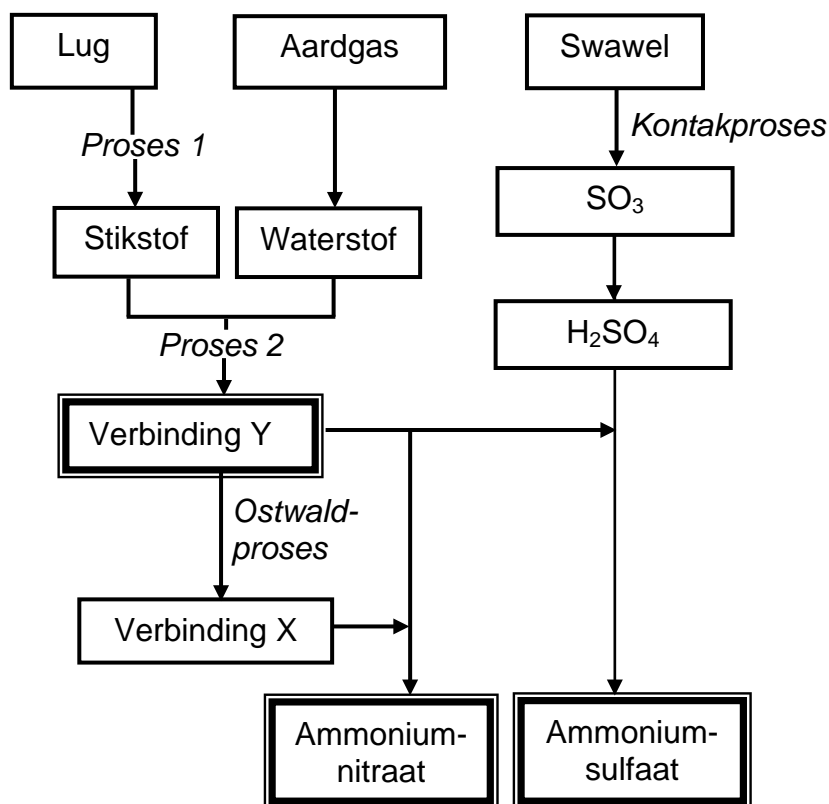 Lug
Aardgas
Swawel
Proses 1
Kontakproses
SO₃
Stikstof
Waterstof
H₂SO₄
Proses 2
Verbinding Y
Ostwald-
proses
Verbinding X
Ammonium-
nitraat
Ammonium-
sulfaat